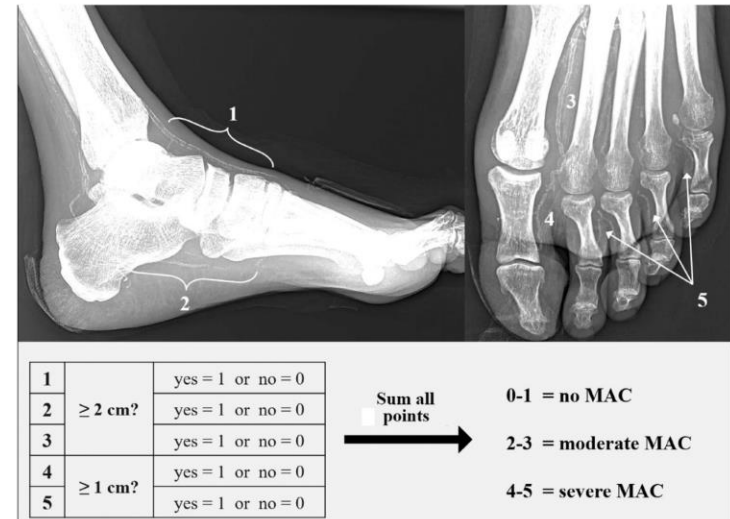 1
2
3
4
5
1 ≥ 2 cm? yes = 1 or no = 0
2 yes = 1 or no = 0
3 yes = 1 or no = 0
4 ≥ 1 cm? yes = 1 or no = 0
5 yes = 1 or no = 0
Sum all
points
0-1 = no MAC
2-3 = moderate MAC
4-5 = severe MAC